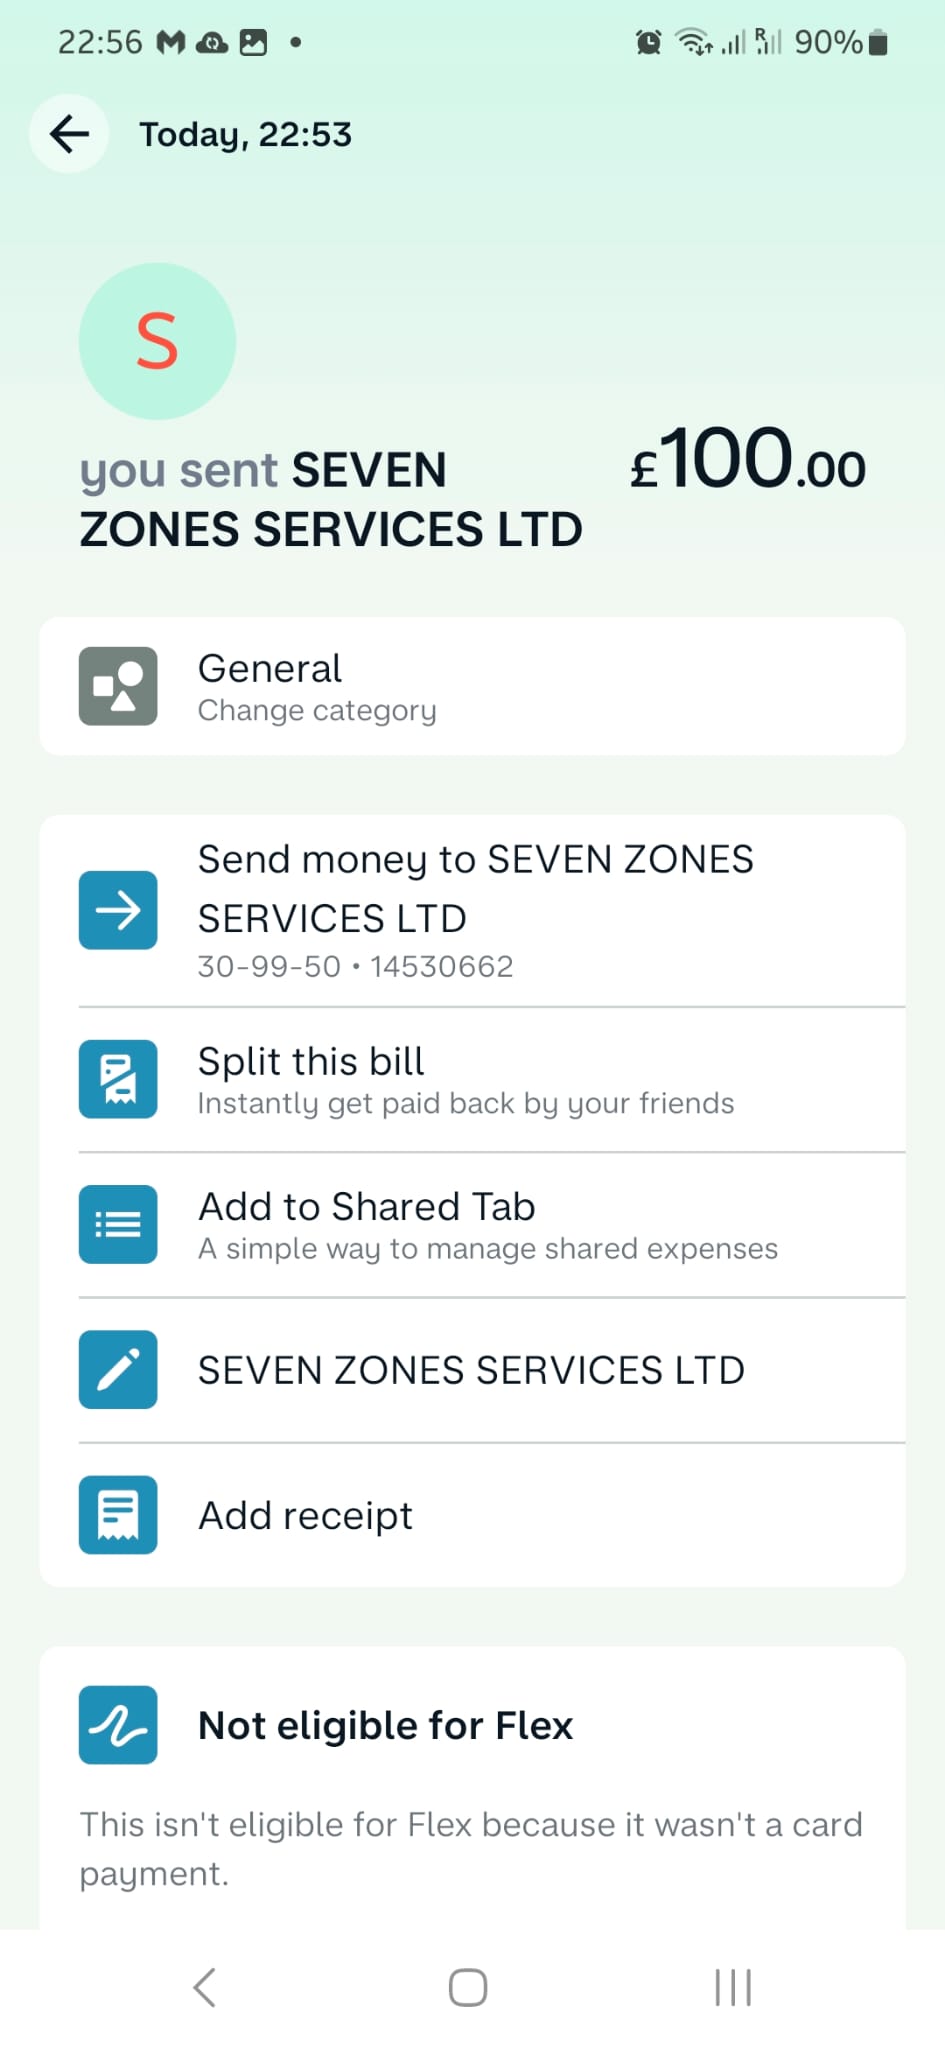 22:56
90%
Today, 22:53
S
you sent SEVEN
ZONES SERVICES LTD
£100.00
General
Change category
Send money to SEVEN ZONES
SERVICES LTD
30-99-50 • 14530662
Split this bill
Instantly get paid back by your friends
Add to Shared Tab
A simple way to manage shared expenses
SEVEN ZONES SERVICES LTD
Add receipt
Not eligible for Flex
This isn't eligible for Flex because it wasn't a card
payment.